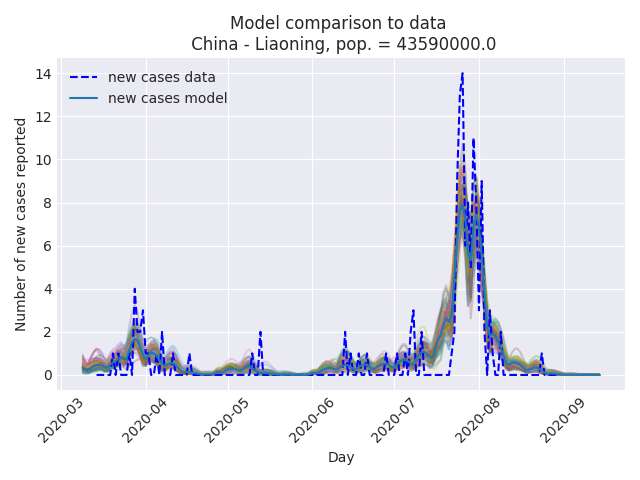 Model comparison to data
China - Liaoning, pop. = 43590000.0
new cases data
new cases model
Number of new cases reported
14
12
10
8
6
4
2
0
2020-03
2020-04
2020-05
2020-06
2020-07
2020-08
2020-09
Day